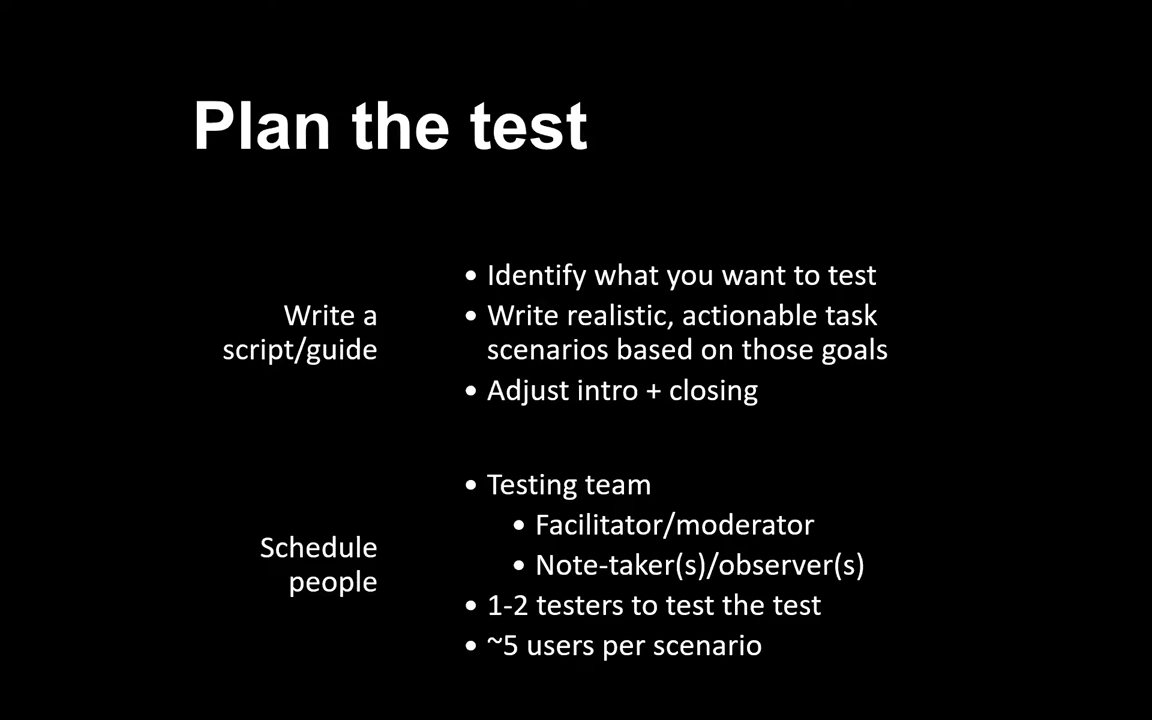 Plan the test
Write a
script/guide
• Identify what you want to test
• Write realistic, actionable task
scenarios based on those goals
• Adjust intro + closing
Schedule
people
• Testing team
• Facilitator/moderator
• Note-taker(s)/observer(s)
• 1-2 testers to test the test
• ~5 users per scenario